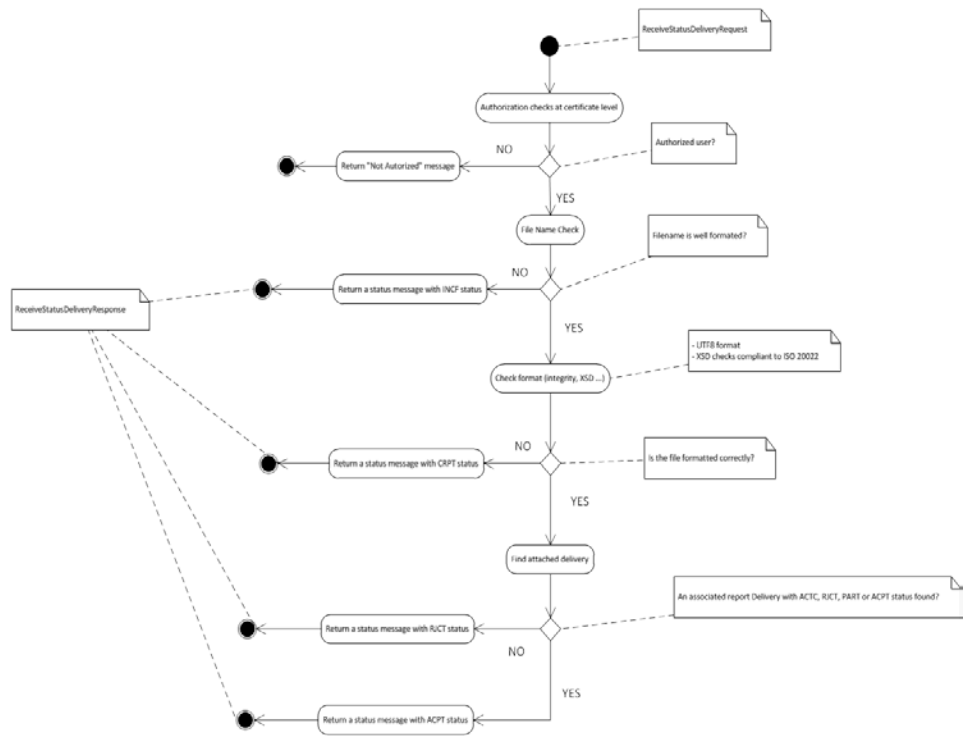 ReceiveStatusDeliveryRequest
Authorization checks at certificate level
Authorized user?
NO
Return "Not Autorized" message
YES
File Name Check
Filename is well formated?
NO
Return a status message with INCF status
ReceiveStatusDeliveryResponse
YES
- UTF8 format
- XSD checks compliant to ISO 20022
Check format (integrity, XSD ...)
NO
Is the file formatted correctly?
Return a status message with CRPT status
YES
Find attached delivery
An associated report Delivery with ACTC, RJCT, PART or ACPT status found?
Return a status message with RJCT status
NO
YES
Return a status message with ACPT status